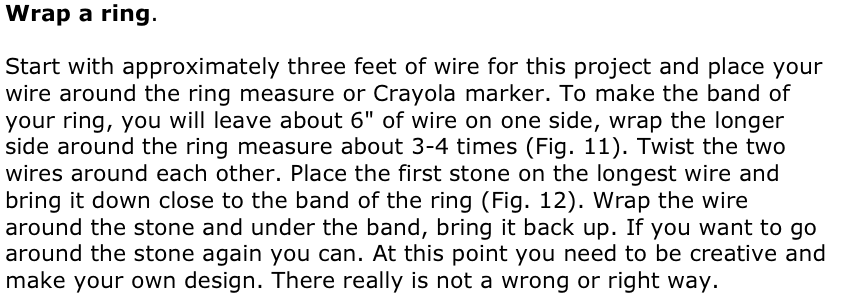 Wrap a ring.
Start with approximately three feet of wire for this project and place your
wire around the ring measure or Crayola marker. To make the band of
your ring, you will leave about 6" of wire on one side, wrap the longer
side around the ring measure about 3-4 times (Fig. 11). Twist the two
wires around each other. Place the first stone on the longest wire and
bring it down close to the band of the ring (Fig. 12). Wrap the wire
around the stone and under the band, bring it back up. If you want to go
around the stone again you can. At this point you need to be creative and
make your own design. There really is not a wrong or right way.